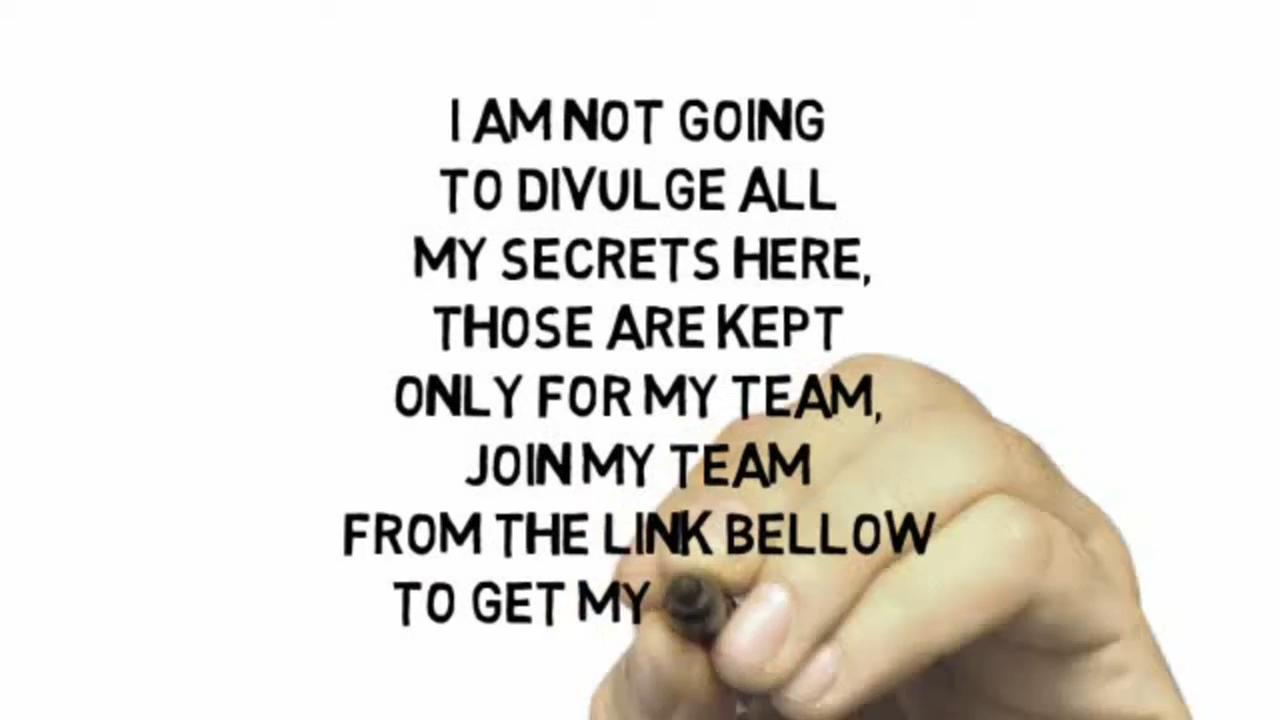 I AM NOT GOING
TO DIVULGE ALL
MY SECRETS HERE,
THOSE ARE KEPT
ONLY FOR MY TEAM,
JOIN MY TEAM
FROM THE LINK BELLOW
TO GET MY